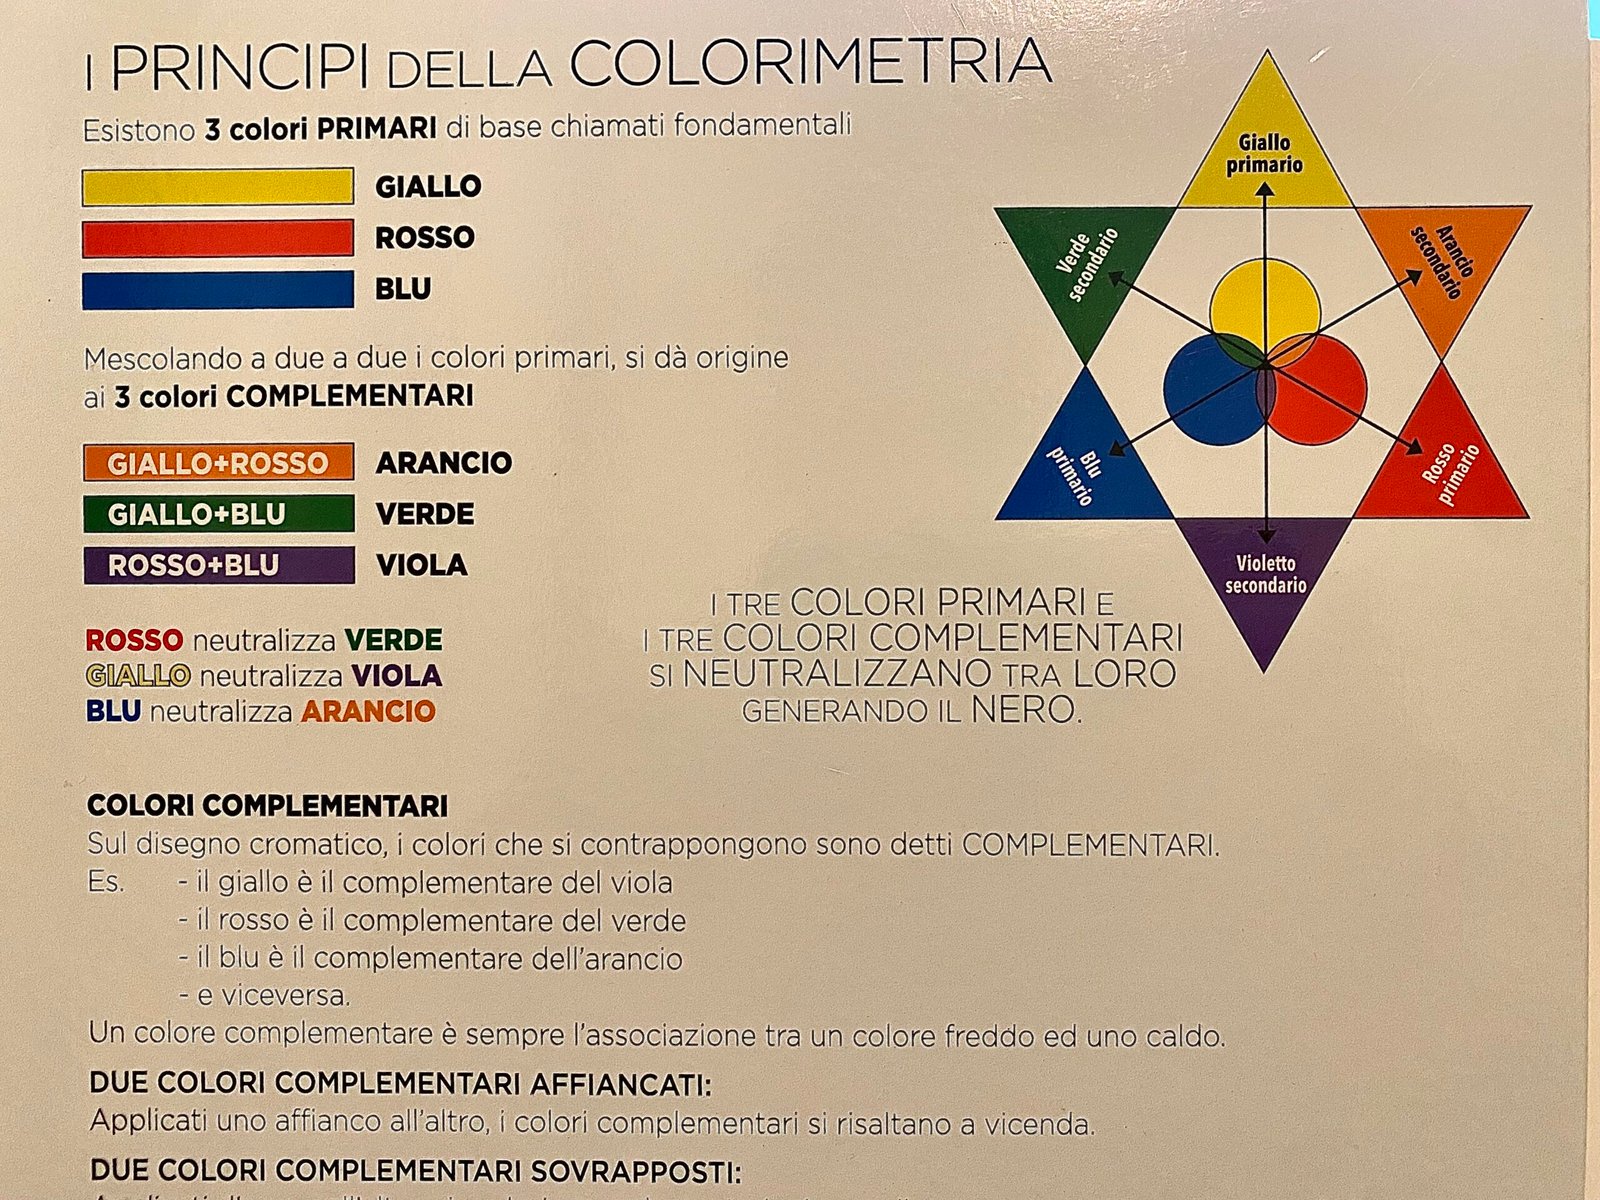 I PRINCIPI DELLA COLORIMETRIA
Esistono 3 colori PRIMARI di base chiamati fondamentali
GIALLO
ROSSO
BLU
Mescolando a due a due i colori primari, si dà origine
ai 3 colori COMPLEMENTARI
GIALLO+ROSSO ARANCIO
GIALLO+BLU VERDE
ROSSO+BLU VIOLA
ROSSO neutralizza VERDE
GIALLO neutralizza VIOLA
BLU neutralizza ARANCIO
Giallo
primario
Verde
secondario
Arancio
secondario
Blu
primario
Rosso
primario
Violetto
secondario
I TRE COLORI PRIMARI E
I TRE COLORI COMPLEMENTARI
SI NEUTRALIZZANO TRA LORO
GENERANDO IL NERO.
COLORI COMPLEMENTARI
Sul disegno cromatico, i colori che si contrappongono sono detti COMPLEMENTARI.
Es. - il giallo è il complementare del viola
- il rosso è il complementare del verde
- il blu è il complementare dell'arancio
- e viceversa.
Un colore complementare è sempre l'associazione tra un colore freddo ed uno caldo.
DUE COLORI COMPLEMENTARI AFFIANCATI:
Applicati uno affianco all'altro, i colori complementari si risaltano a vicenda.
DUE COLORI COMPLEMENTARI SOVRAPPOSTI: